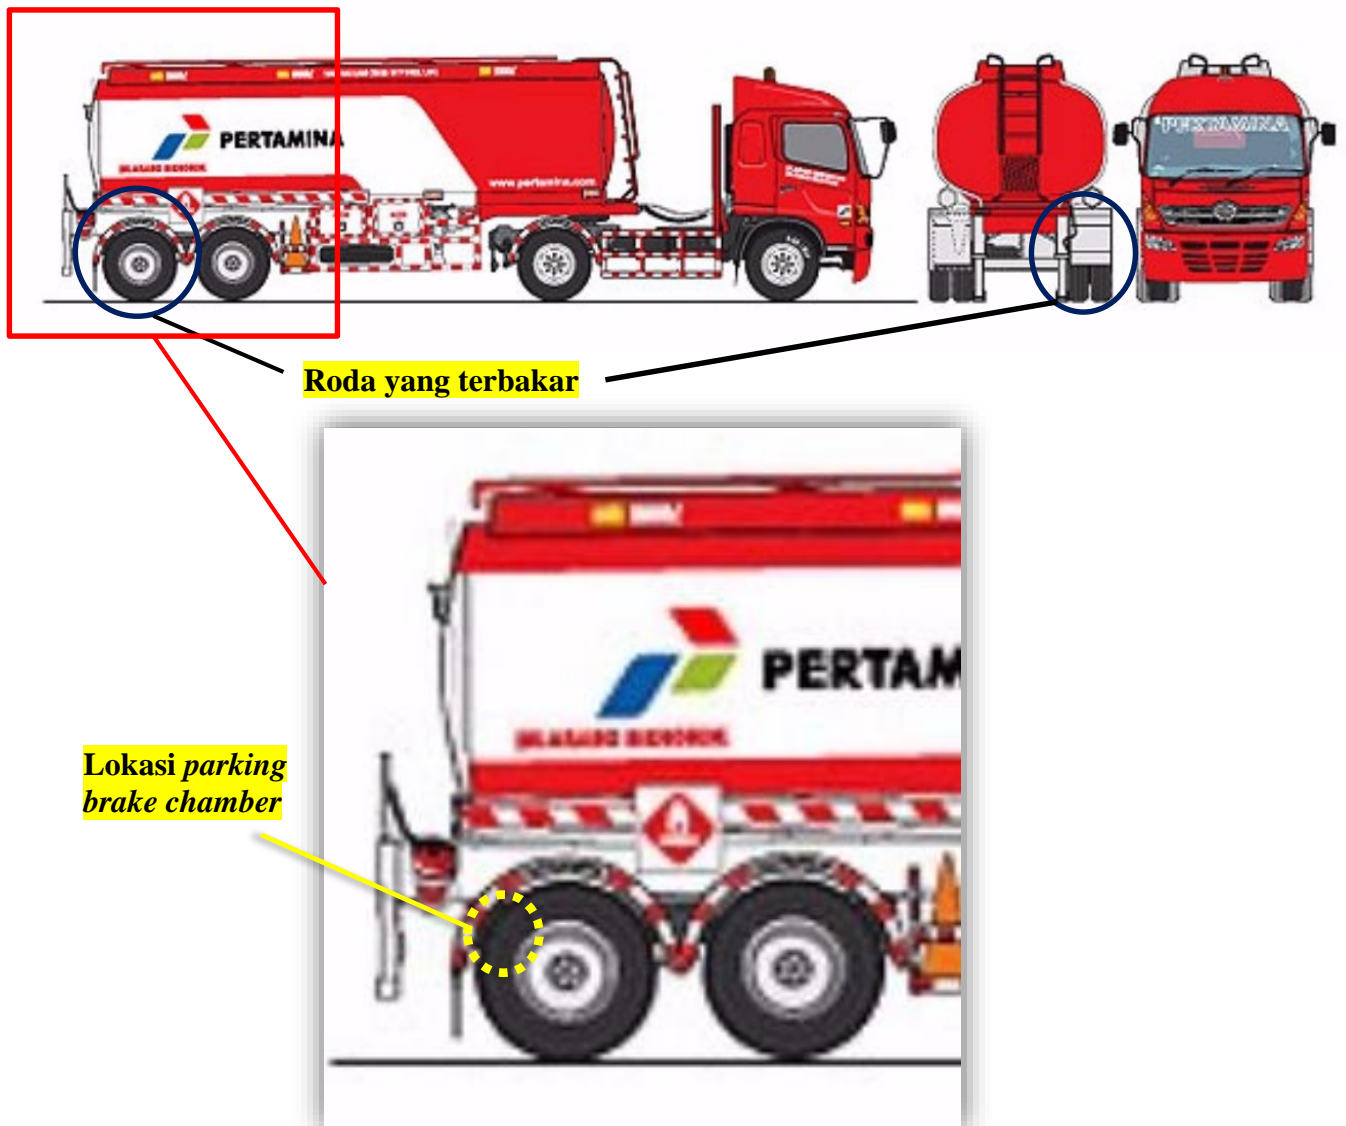 PERTAMINA
www.pertamina.com
PERTAMINA
Roda yang terbakar
PERTAM
Lokasi parking
brake chamber